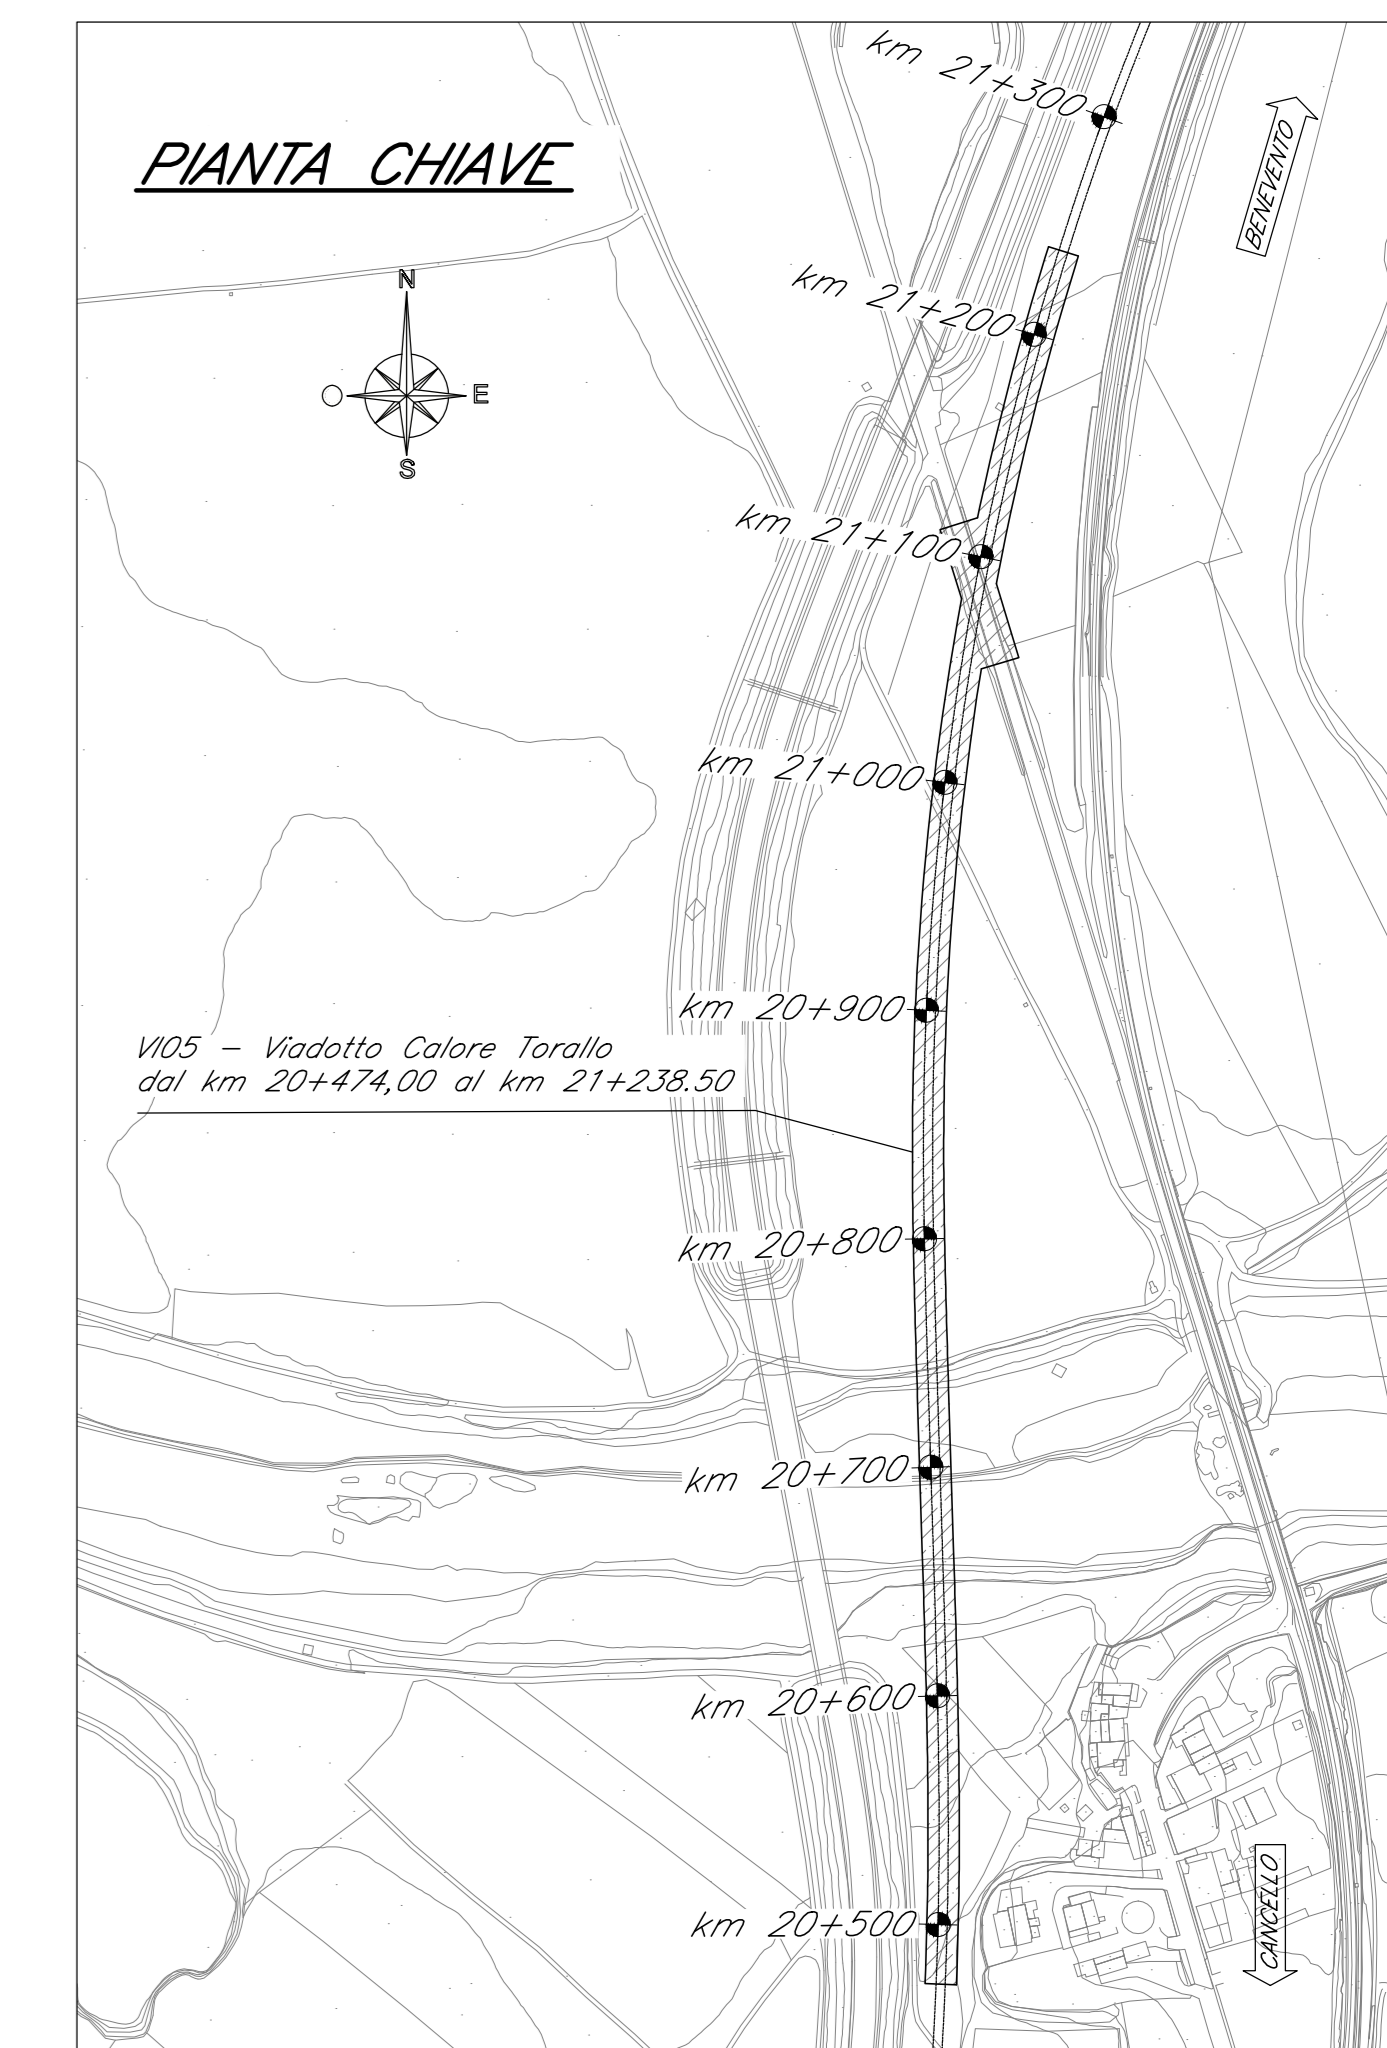 km 21+300
BENEVENTO
PIANTA CHIAVE
N
km 21+200
O
E
S
km 21+100
km 21+000
km 20+900
VI05 – Viadotto Calore Torallo
dal km 20+474,00 al km 21+238.50
km 20+800
km 20+700
km 20+600
km 20+500
CANCELLO